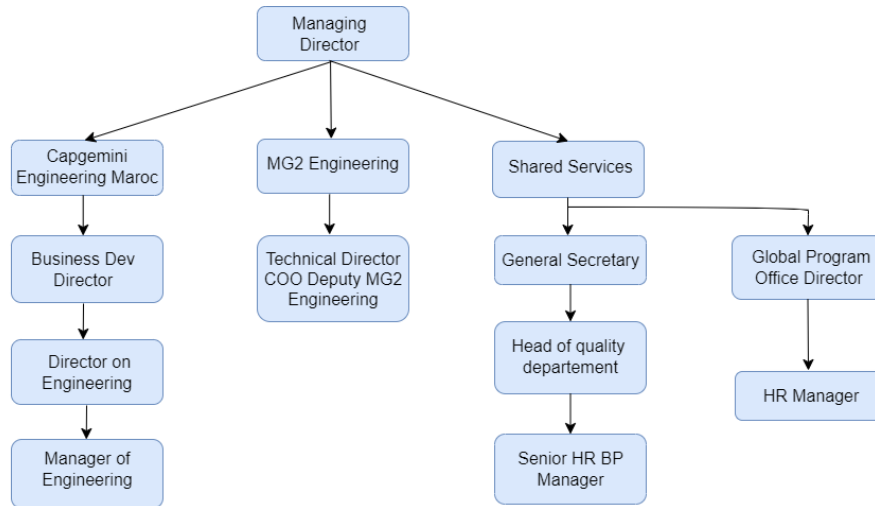 Managing
Director
Capgemini
Engineering Maroc
MG2 Engineering
Shared Services
Business Dev
Director
Technical Director
COO Deputy MG2
Engineering
General Secretary
Global Program
Office Director
Director on
Engineering
Head of quality
departement
HR Manager
Manager of
Engineering
Senior HR BP
Manager